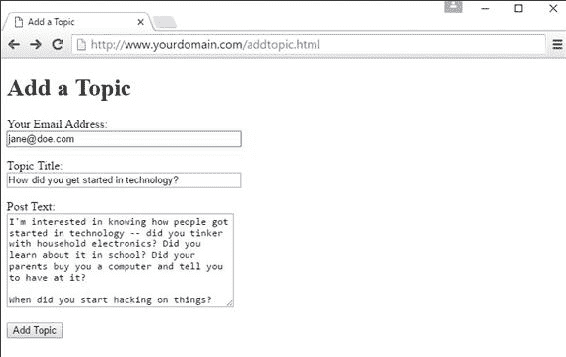 Add a Topic
http://www.yourdomain.com/addtopic.html
Add a Topic
Your Email Address:
jane@doe.com
Topic Title:
How did you get started in technology?
Post Text:
I'm interested in knowing how people got
started in technology -- did you tinker
with household electronics? Did you
learn about it in school? Did your
parents buy you a computer and tell you
to have at it?
When did you start hacking on things?
Add Topic